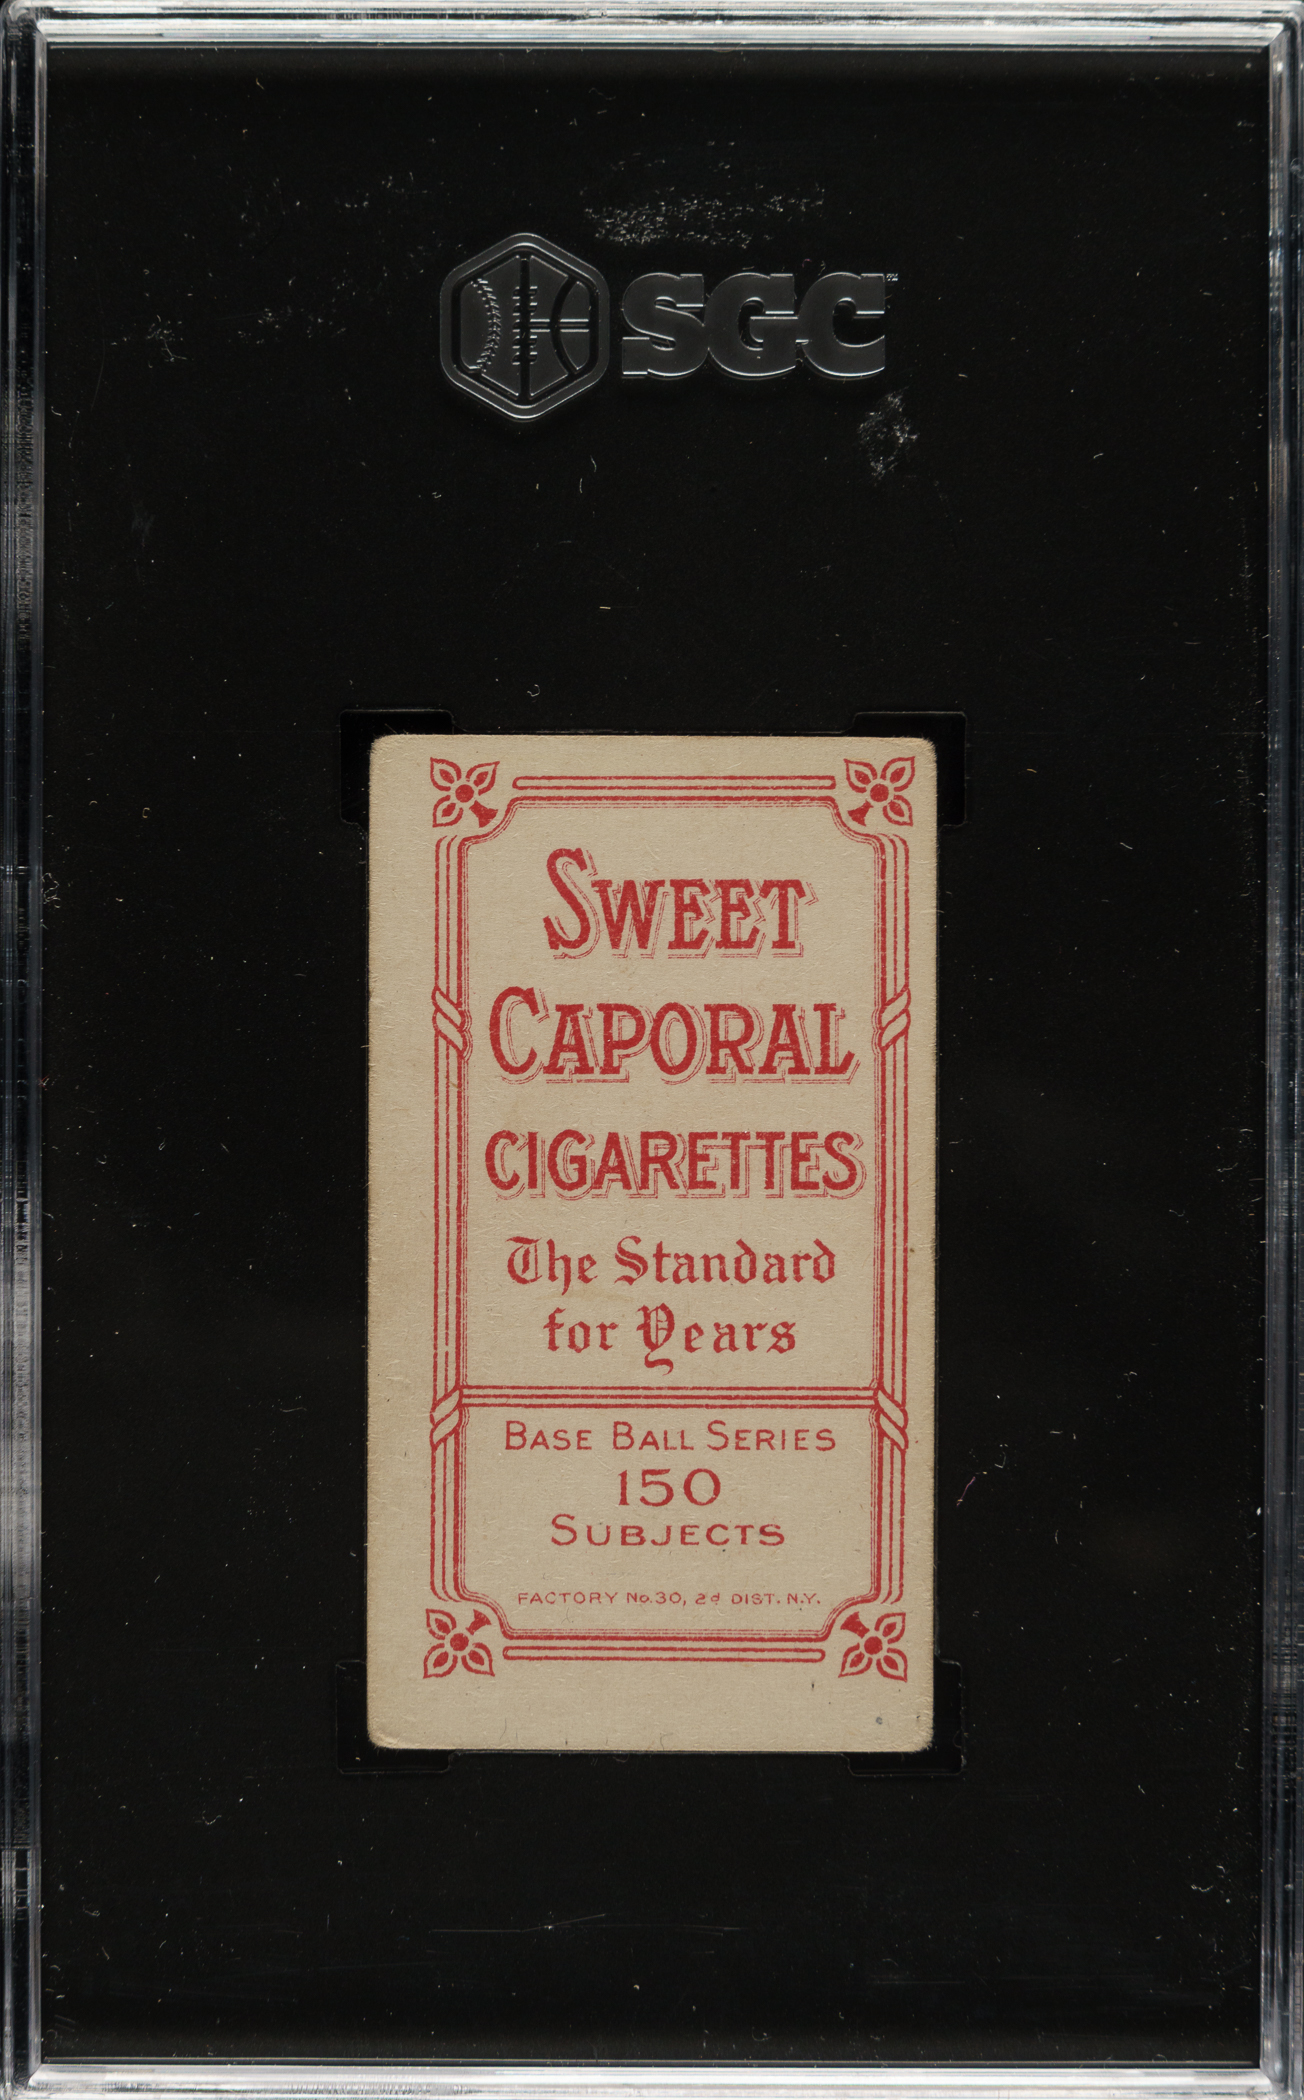 SGC
SWEET
CAPORAL
CIGARETTES
The Standard
for Years
BASE BALL SERIES
150
SUBJECTS
FACTORY No. 30, 2d DIST. N.Y.